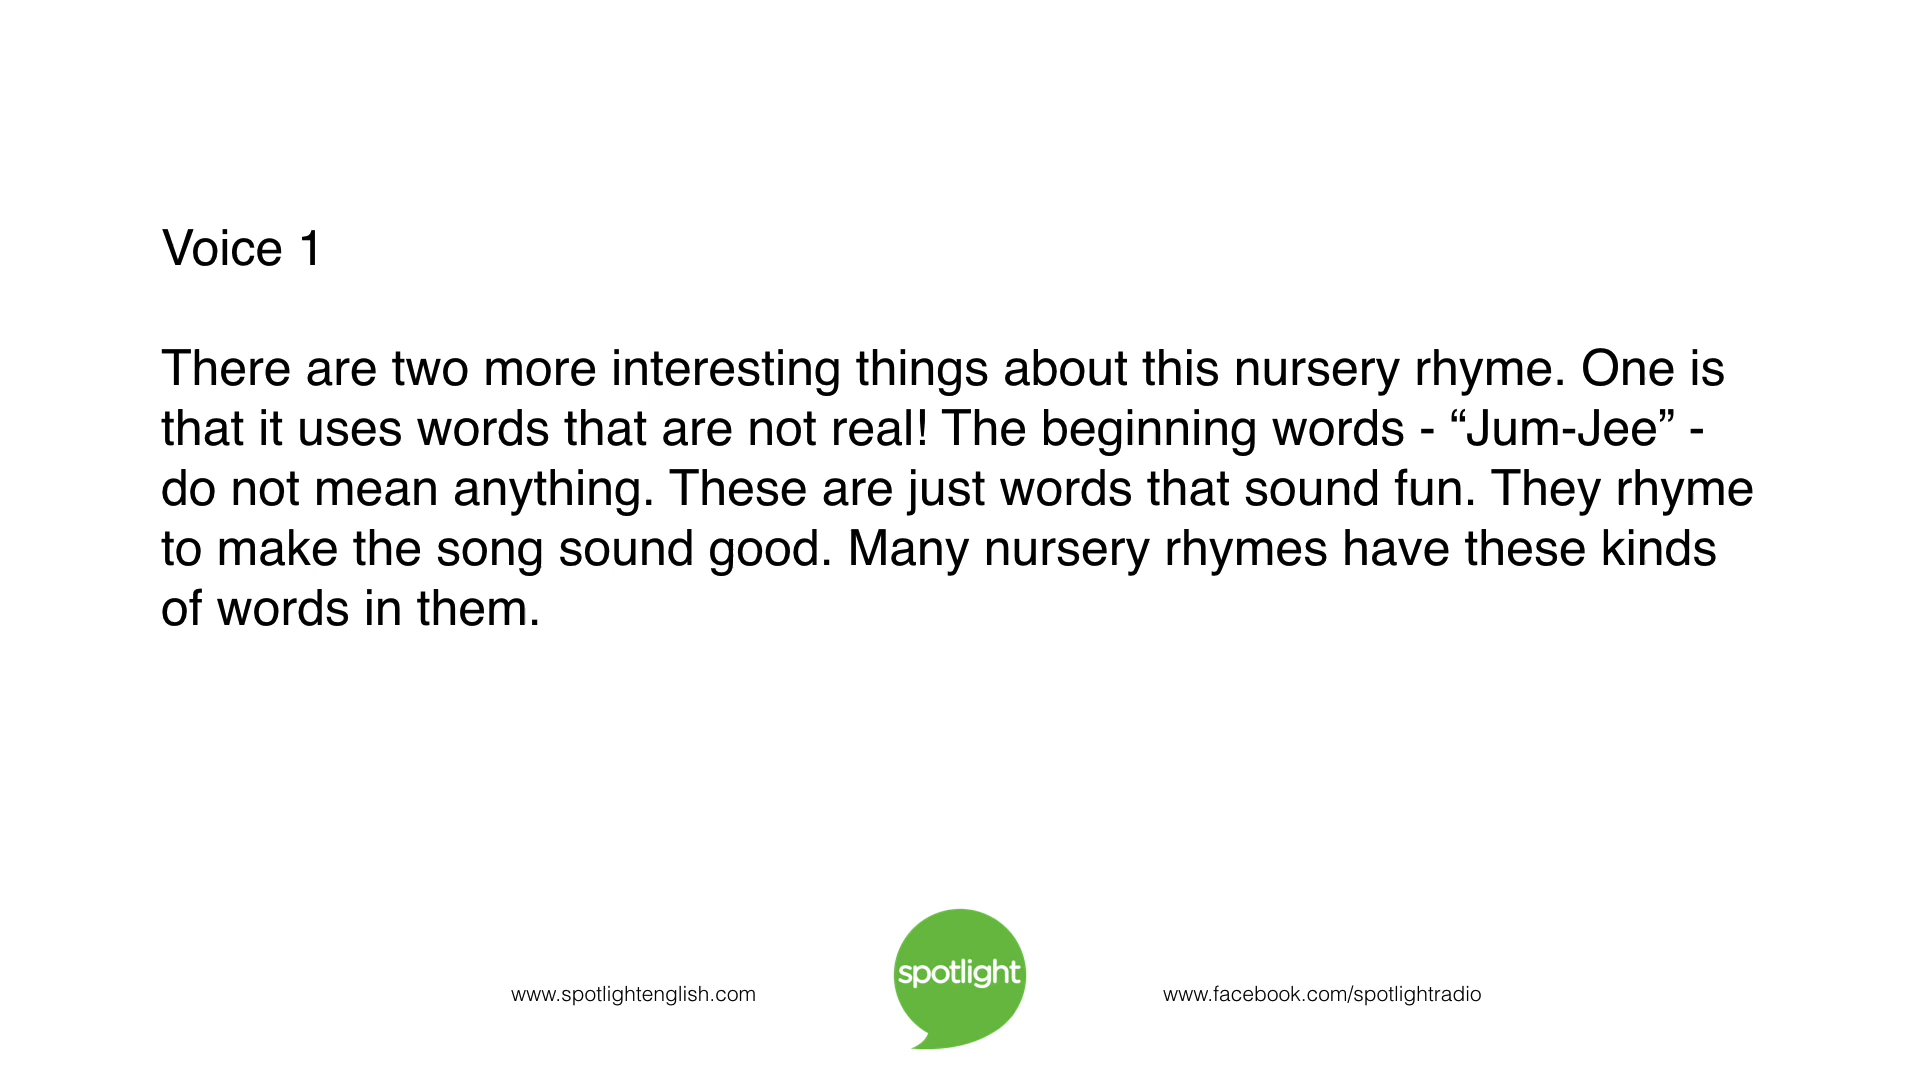 Voice 1
There are two more interesting things about this nursery rhyme. One is
that it uses words that are not real! The beginning words - “Jum-Jee” -
do not mean anything. These are just words that sound fun. They rhyme
to make the song sound good. Many nursery rhymes have these kinds
of words in them.
spotlight
www.spotlightenglish.com
www.facebook.com/spotlightradio